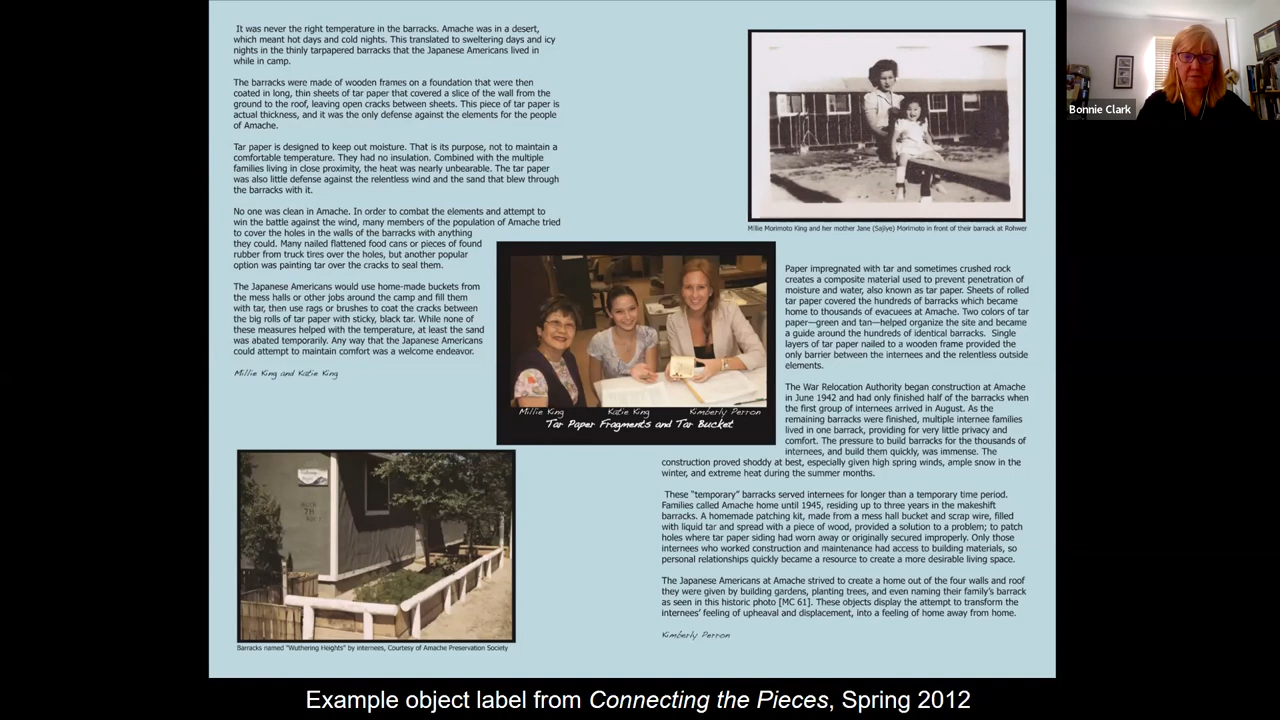 It was never the right temperature in the barracks. Amache was in a desert,
which meant hot days and cold nights. This translated to sweltering days and icy
nights in the thinly tarpapered barracks that the Japanese Americans lived in
while in camp.
The barracks were made of wooden frames on a foundation that were then
coated in long, thin sheets of tar paper that covered a slice of the wall from the
ground to the roof, leaving open cracks between sheets. This piece of tar paper is
actual thickness, and it was the only defense against the elements for the people
of Amache.
Tar paper is designed to keep out moisture. That is its purpose, not to maintain a
comfortable temperature. They had no insulation. Combined with the multiple
families living in close proximity, the heat was nearly unbearable. The tar paper
was also little defense against the relentless wind and the sand that blew through
the barracks with it.
No one was clean in Amache. In order to combat the elements and attempt to
win the battle against the wind, many members of the population of Amache tried
to cover the holes in the walls of the barracks with anything
they could. Many nailed flattened food cans or pieces of found
rubber from truck tires over the holes, but another popular
option was painting tar over the cracks to seal them.
The Japanese Americans would use home-made buckets from
the mess halls or other jobs around the camp and fill them
with tar, then use rags or brushes to coat the cracks between
the big rolls of tar paper with sticky, black tar. While none of
these measures helped with the temperature, at least the sand
was abated temporarily. Any way that the Japanese Americans
could attempt to maintain comfort was a welcome endeavor.
Millie King and Katie King
Millie Morimoto King and her mother Jane (Sajiye) Morimoto in front of their barrack at Rohwer
Millie King Katie King Kimberly Perron
Tar Paper Fragments and Tar Bucket
Paper impregnated with tar and sometimes crushed rock
creates a composite material used to prevent penetration of
moisture and water, also known as tar paper. Sheets of rolled
tar paper covered the hundreds of barracks which became
home to thousands of evacuees at Amache. Two colors of tar
paper—green and tan—helped organize the site and became
a guide around the hundreds of identical barracks. Single
layers of tar paper nailed to a wooden frame provided the
only barrier between the internees and the relentless outside
elements.
The War Relocation Authority began construction at Amache
in June 1942 and had only finished half of the barracks when
the first group of internees arrived in August. As the
remaining barracks were finished, multiple internee families
lived in one barrack, providing for very little privacy and
comfort. The pressure to build barracks for the thousands of
internees, and build them quickly, was immense. The
construction proved shoddy at best, especially given high spring winds, ample snow in the
winter, and extreme heat during the summer months.
These “temporary” barracks served internees for longer than a temporary time period.
Families called Amache home until 1945, residing up to three years in the makeshift
barracks. A homemade patching kit, made from a mess hall bucket and scrap wire, filled
with liquid tar and spread with a piece of wood, provided a solution to a problem; to patch
holes where tar paper siding had worn away or originally secured improperly. Only those
internees who worked construction and maintenance had access to building materials, so
personal relationships quickly became a resource to create a more desirable living space.
The Japanese Americans at Amache strived to create a home out of the four walls and roof
they were given by building gardens, planting trees, and even naming their family's barrack
as seen in this historic photo [MC 61]. These objects display the attempt to transform the
internees' feeling of upheaval and displacement, into a feeling of home away from home.
Kimberly Perron
Barracks named "Wuthering Heights" by internees, Courtesy of Amache Preservation Society
Example object label from Connecting the Pieces, Spring 2012
Bonnie Clark